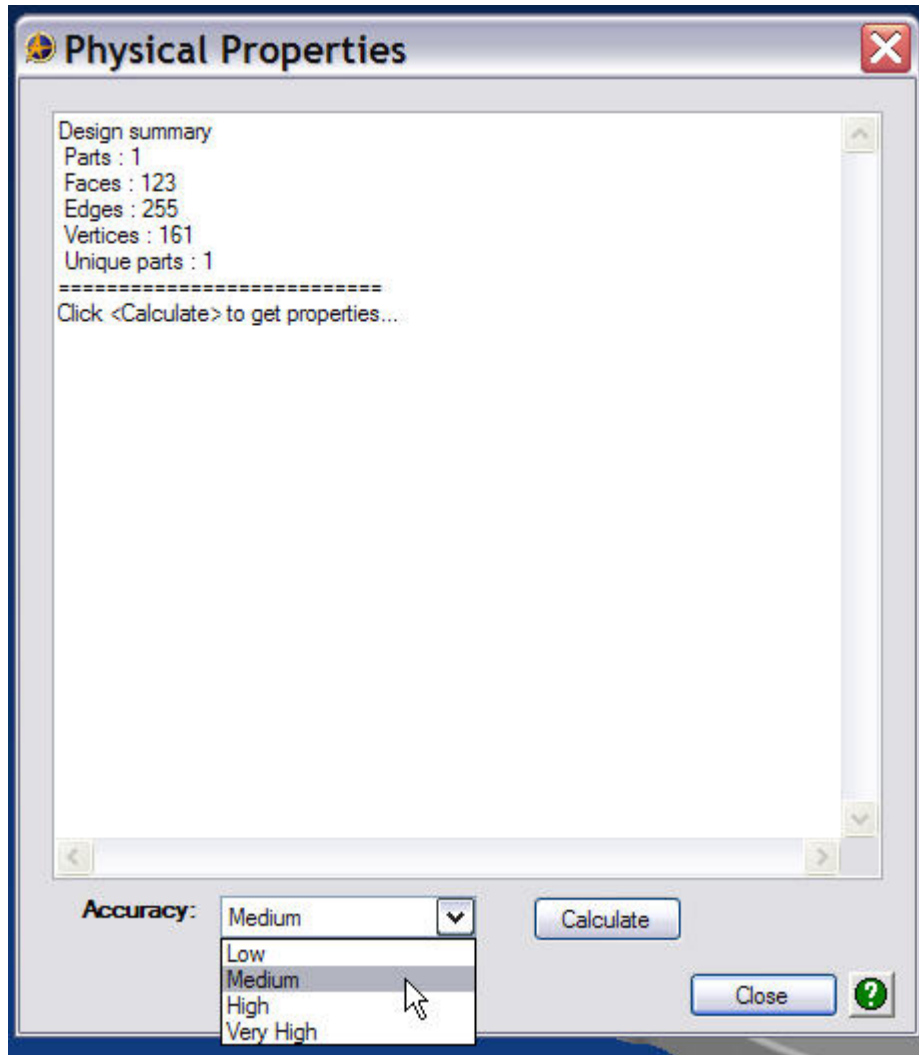 Physical Properties
Design summary
Parts : 1
Faces : 123
Edges : 255
Vertices : 161
Unique parts : 1
===========================
Click <Calculate> to get properties...
Accuracy: Medium Calculate
Low
Medium
High
Very High
Close ?